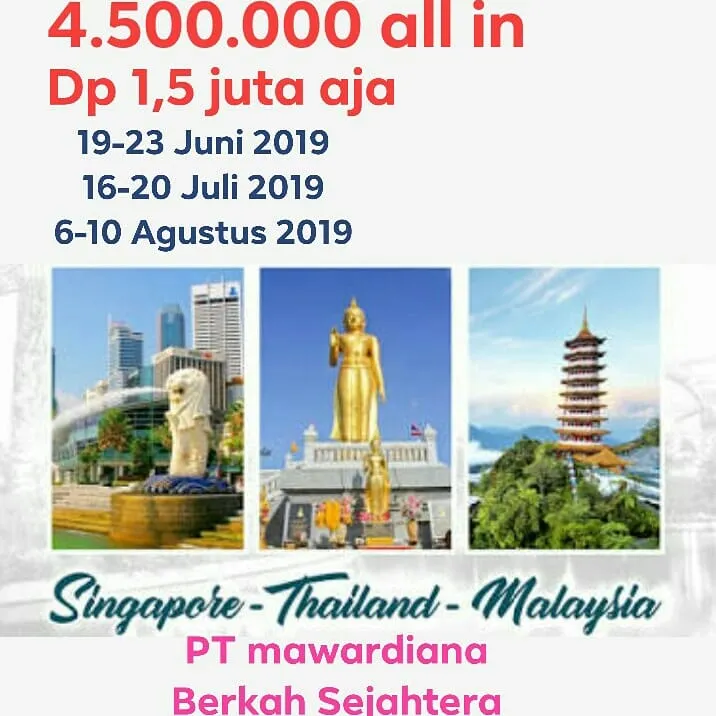 4.500.000 all in
Dp 1,5 juta aja
19-23 Juni 2019
16-20 Juli 2019
6-10 Agustus 2019
Singapore - Thailand - Malaysia
PT mawardiana
Berkah Sejahtera